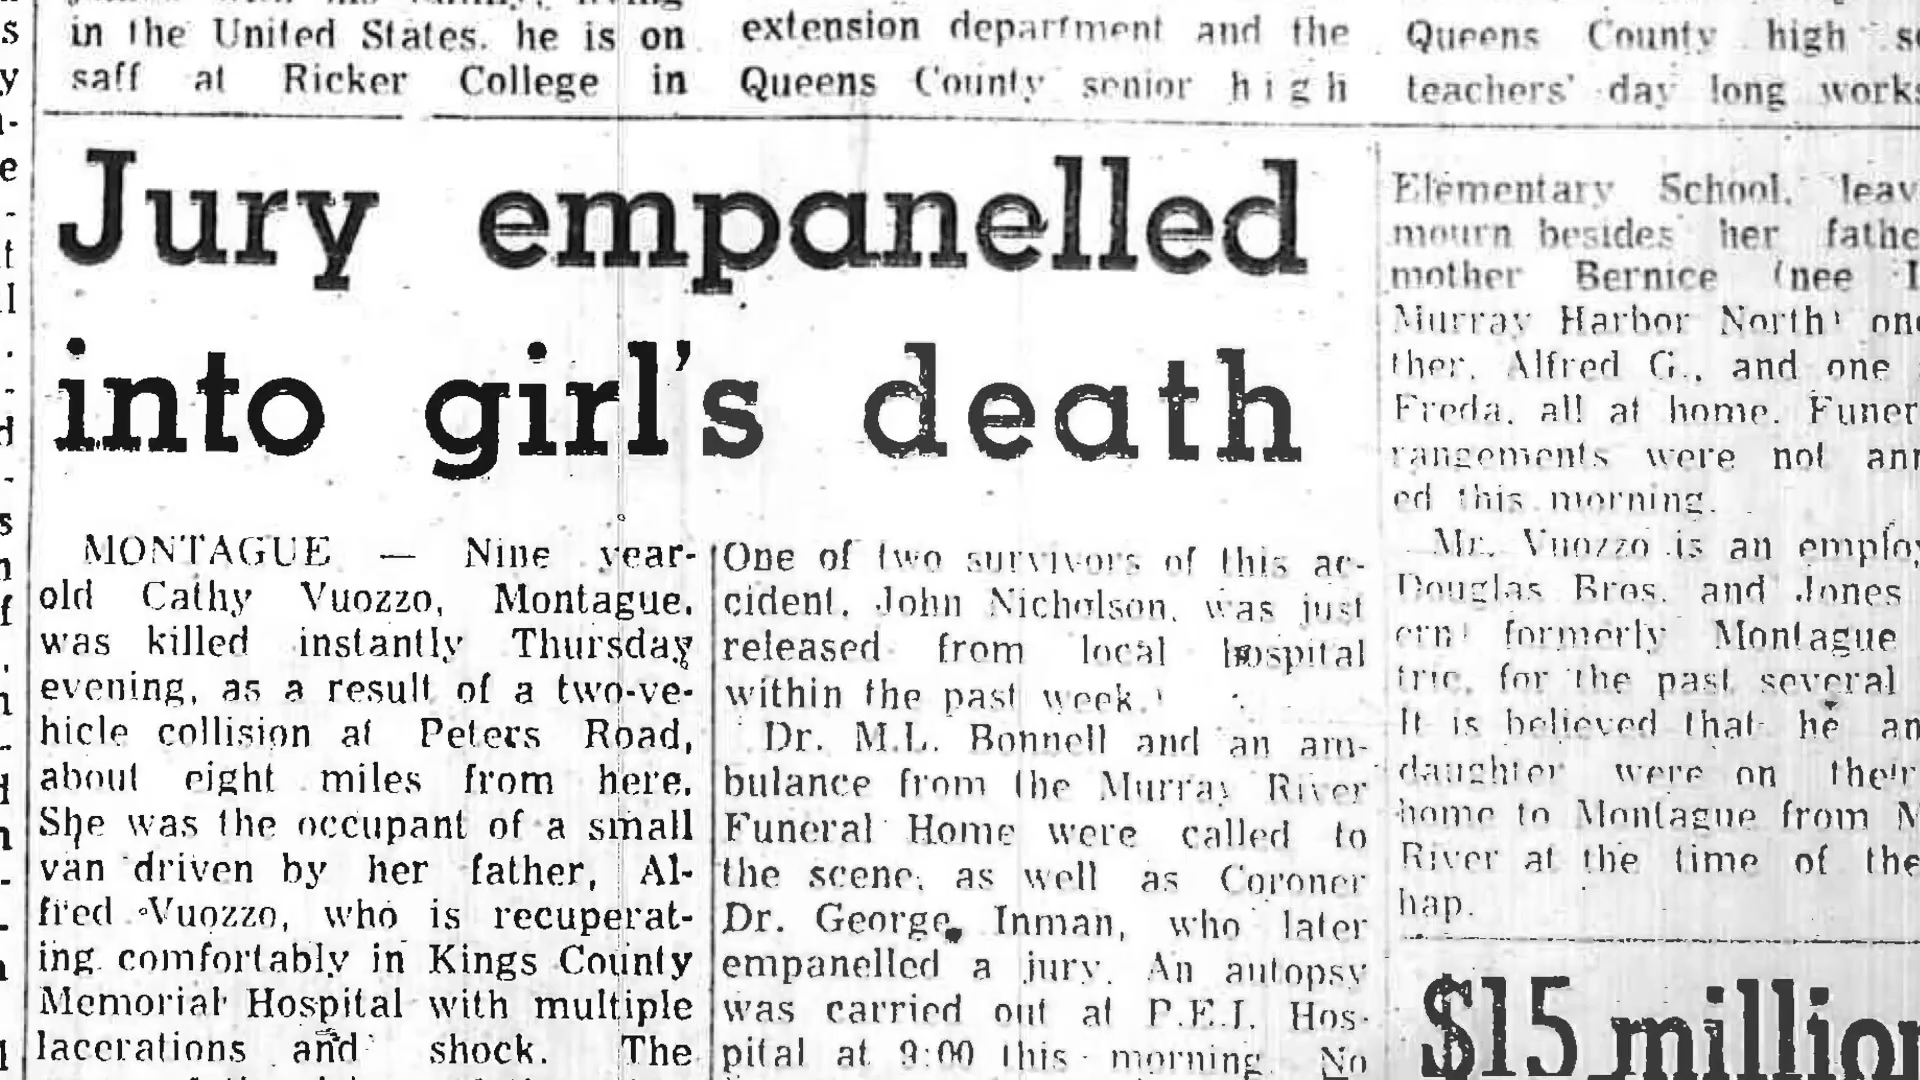 in the United States. he is on
saff at Ricker College in
extension department and the
Queens County senior high
Queens County high
teachers' day long
Jury empanelled
into girl's death
MONTAGUE — Nine year-
old Cathy Vuozzo, Montague,
was killed instantly Thursday
evening, as a result of a two-ve-
hicle collision at Peters Road,
about eight miles from here.
She was the occupant of a small
van driven by her father, Al-
fred Vuozzo, who is recuperat-
ing comfortably in Kings County
Memorial Hospital with multiple
lacerations and shock. The
One of two survivors of this ac-
cident, John Nicholson, was just
released from local hospital
within the past week.
Dr. M.L. Bonnell and an am-
bulance from the Murray River
Funeral Home were called to
the scene, as well as Coroner
Dr. George Inman, who later
empanelled a jury. An autopsy
was carried out at P.E.I. Hos-
pital at 9:00 this morning. No
Elementary School, leav
mourn besides her fathe
mother Bernice (nee
Murray Harbor North) on
ther, Alfred G., and one
Freda, all at home. Funer
rangements were not ann
ed this morning.
Mr. Vuozzo is an employ
Douglas Bros. and Jones
ern formerly Montague
tric, for the past several
It is believed that he an
daughter were on their
home to Montague from M
River at the time of the
hap.
$15 million